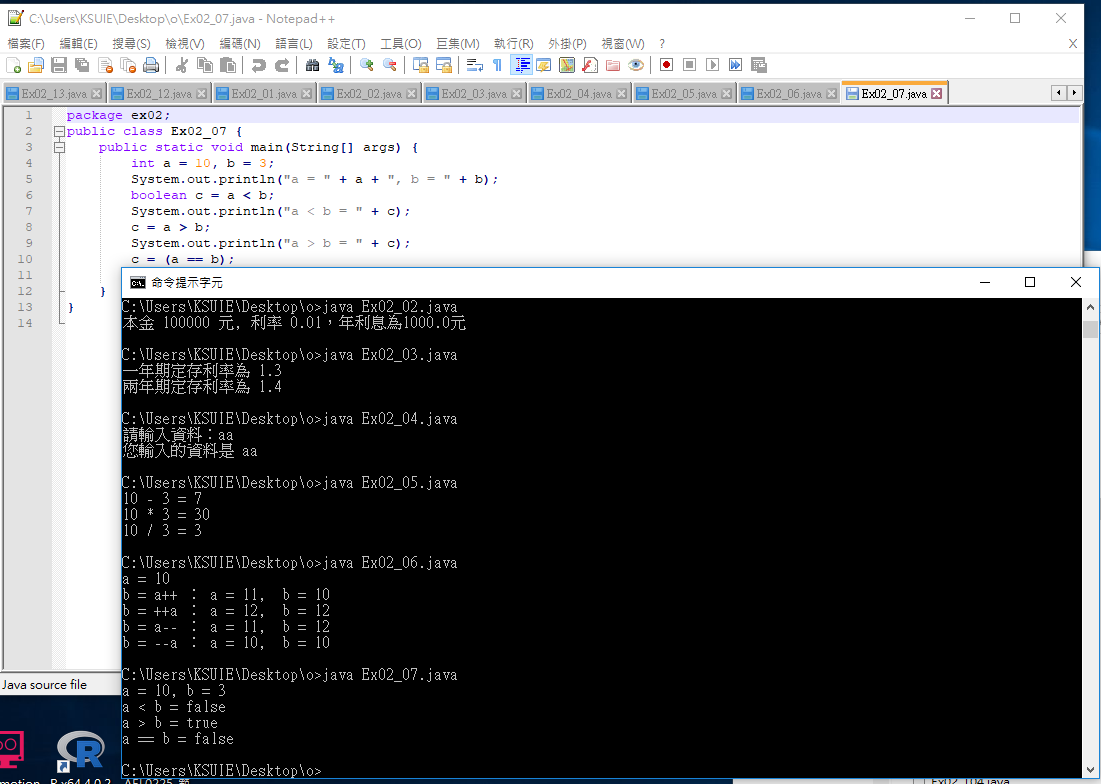 C:\Users\KSUIE\Desktop\o\Ex02_07.java - Notepad++
檔案(F) 編輯(E) 搜尋(S) 檢視(V) 編碼(N) 語言(L) 設定(T) 工具(O) 巨集(M) 執行(R) 外掛(P) 視窗(W) ? X
Ex02_13.java Ex02_12.java Ex02_01.java Ex02_02.java Ex02_03.java Ex02_04.java Ex02_05.java Ex02_06.java Ex02_07.java
1 package ex02;
2 public class Ex02_07 {
3 public static void main(String[] args) {
4 int a = 10, b = 3;
5 System.out.println("a = " + a + ", b = " + b);
6 boolean c = a < b;
7 System.out.println("a < b = " + c);
8 c = a > b;
9 System.out.println("a > b = " + c);
10 c = (a == b);
11
12 }
13 }
14
命令提示字元
C:\Users\KSUIE\Desktop\o>java Ex02_02.java
本金 100000 元, 利率 0.01，年利息為1000.0元
C:\Users\KSUIE\Desktop\o>java Ex02_03.java
一年期定存利率為 1.3
兩年期定存利率為 1.4
C:\Users\KSUIE\Desktop\o>java Ex02_04.java
請輸入資料：aa
您輸入的資料是 aa
C:\Users\KSUIE\Desktop\o>java Ex02_05.java
10 - 3 = 7
10 * 3 = 30
10 / 3 = 3
C:\Users\KSUIE\Desktop\o>java Ex02_06.java
a = 10
b = a++ ： a = 11, b = 10
b = ++a ： a = 12, b = 12
b = a-- ： a = 11, b = 12
b = --a ： a = 10, b = 10
C:\Users\KSUIE\Desktop\o>java Ex02_07.java
a = 10, b = 3
a < b = false
a > b = true
a == b = false
C:\Users\KSUIE\Desktop\o>
Java source file
R